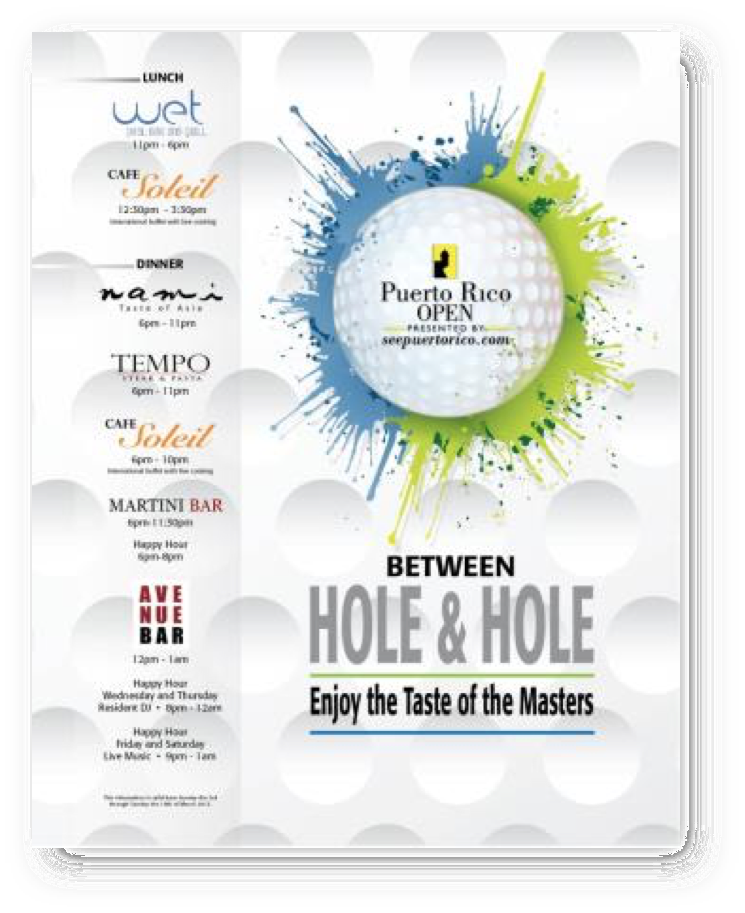 LUNCH
wet
11pm - 6pm
CAFE
Soleil
12:30pm - 3:30pm
International buffet with live cooking
DINNER
nami
Taste of Asia
6pm - 11pm
TEMPO
STEAK & PASTA
6pm - 11pm
CAFE
Soleil
6pm - 10pm
International buffet with live cooking
MARTINI BAR
6pm-11:30pm
Happy Hour
6pm-8pm
AVE
NUE
BAR
12pm - 1am
Happy Hour
Wednesday and Thursday
Resident DJ • 8pm - 12am
Happy Hour
Friday and Saturday
Live Music • 9pm - 1am
Puerto Rico
OPEN
PRESENTED BY
seepuertorico.com
BETWEEN
HOLE & HOLE
Enjoy the Taste of the Masters